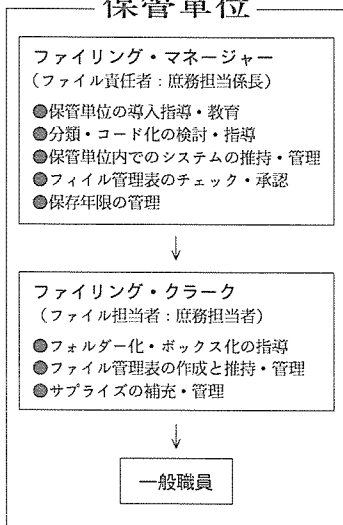 保管単位
ファイリング・マネージャー
(ファイル責任者:庶務担当係長)
●保管単位の導入指導・教育
●分類・コード化の検討・指導
●保管単位内でのシステムの推持・管理
●フィイル管理表のチェック・承認
●保存年限の管理
↓
ファイリング・クラーク
(ファイル担当者:庶務担当者)
●フォルダー化・ボックス化の指導
●ファイル管理表の作成と推持・管理
●サプライズの補充・管理
↓
一般職員